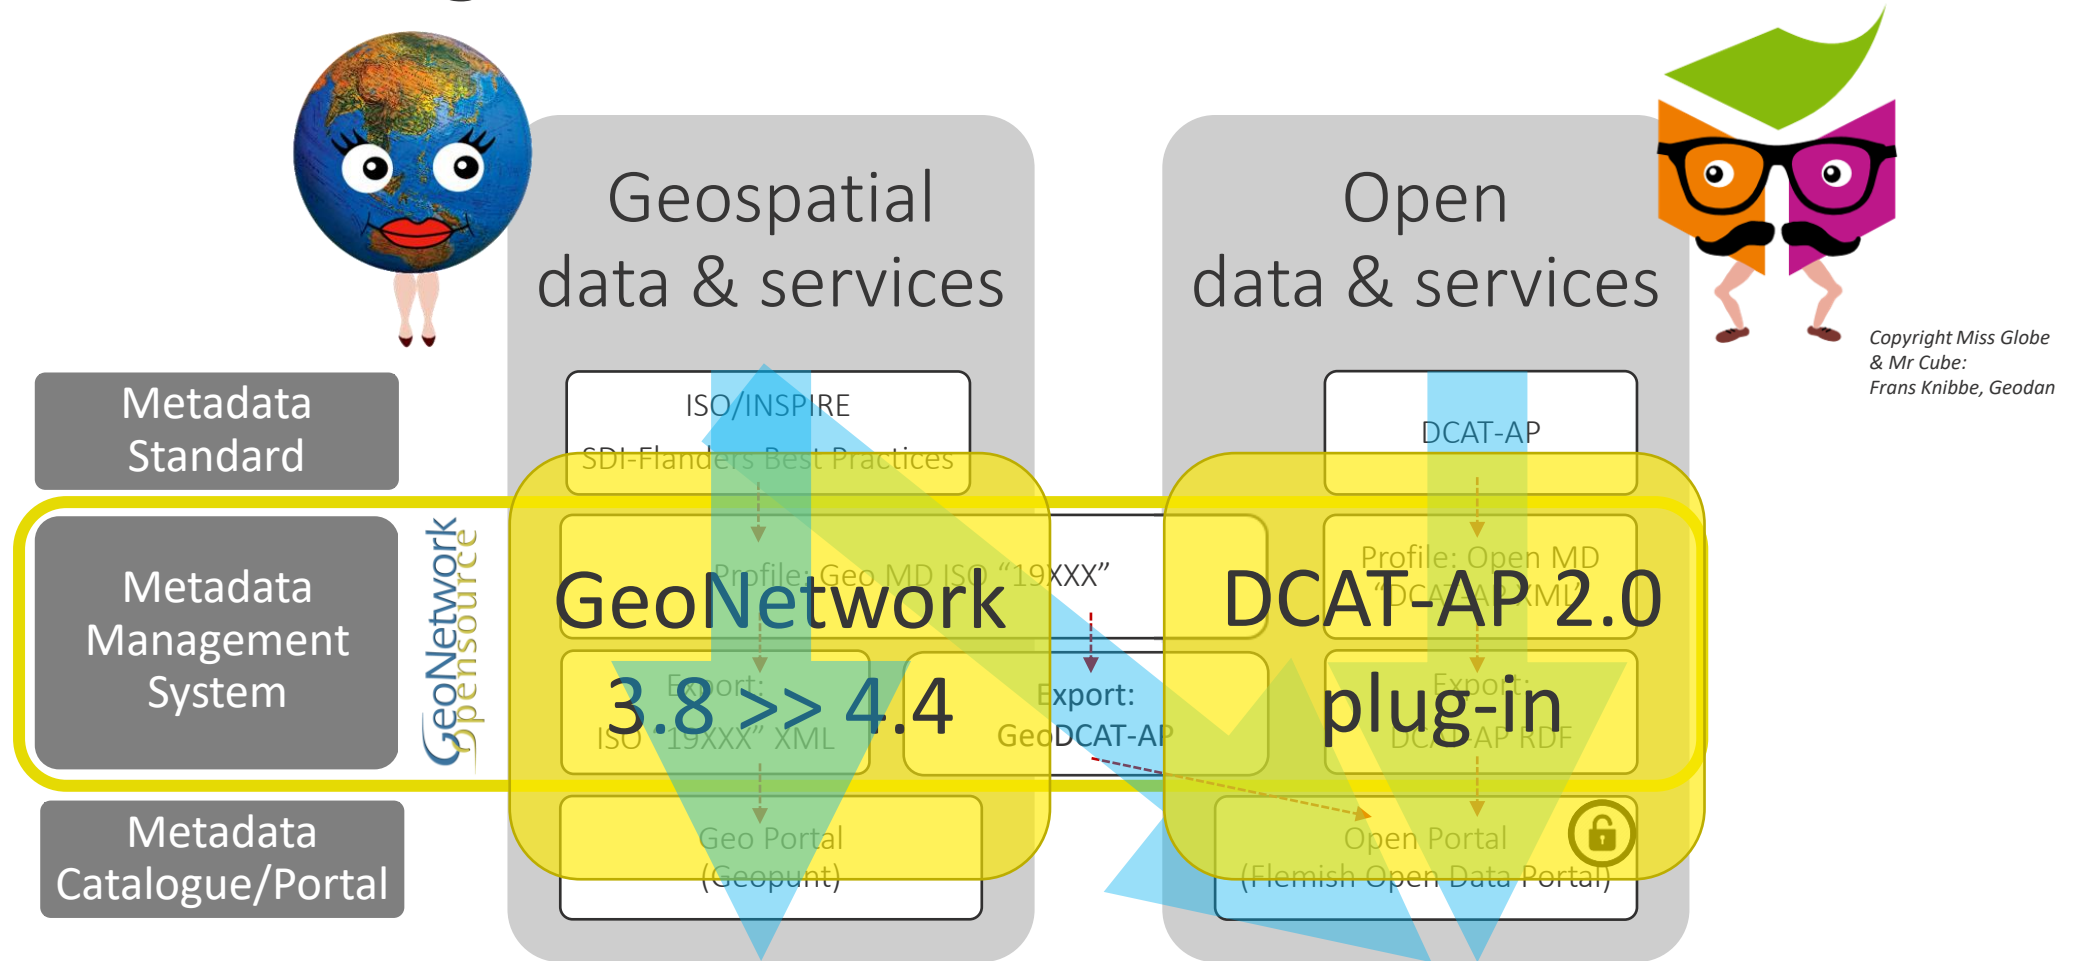 Geospatial
data & services
Open
data & services
Copyright Miss Globe
& Mr Cube:
Frans Knibbe, Geodan
Metadata
Standard
ISO/INSPIRE
SDI-Flanders Best Practices
DCAT-AP
Metadata
Management
System
GeoNetwork
opensource
Profile: Geo MD ISO “19XXX”
Profile: Open MD
“DCAT-AP XML”
GeoNetwork
3.8 >> 4.4
DCAT-AP 2.0
plug-in
Export:
ISO “19XXX” XML
Export:
GeoDCAT-AP
Export:
DCAT-AP RDF
Metadata
Catalogue/Portal
Geo Portal
(Geopunt)
Open Portal
(Flemish Open Data Portal)